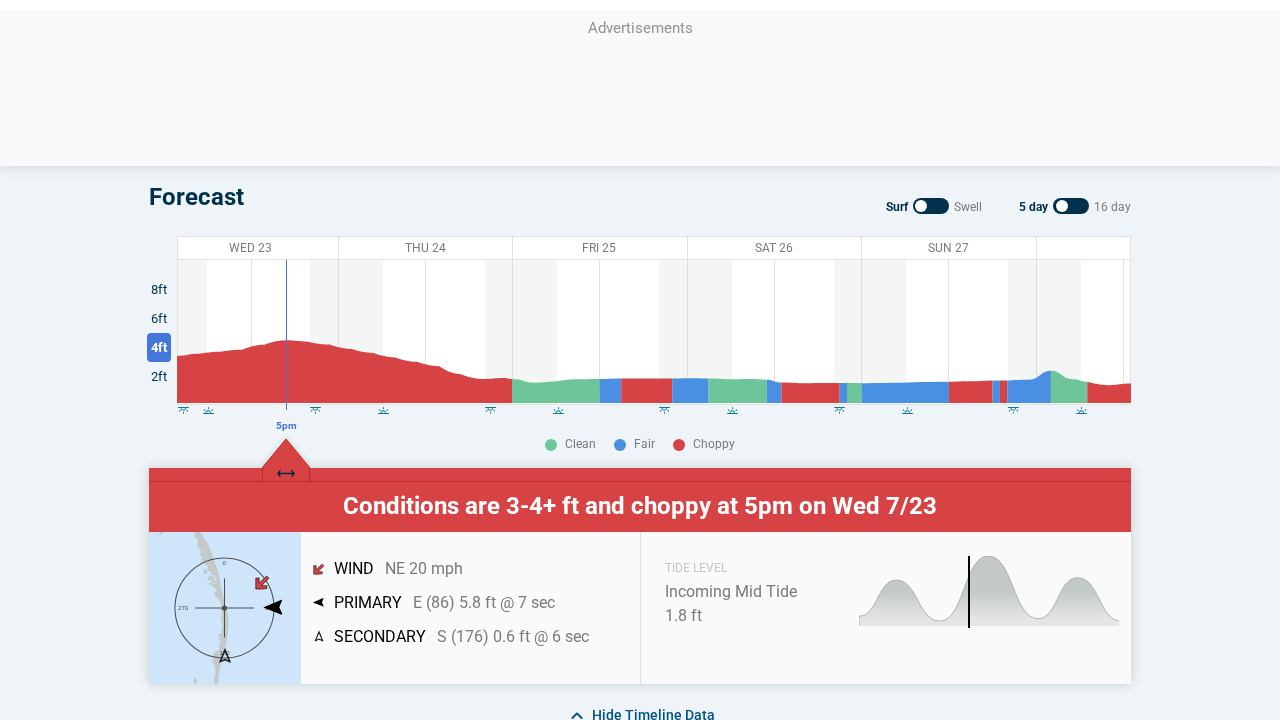 Advertisements
Forecast
Surf Swell 5 day 16 day
WED 23 THU 24 FRI 25 SAT 26 SUN 27
8ft
6ft
4ft
2ft
5pm
Clean Fair Choppy
Conditions are 3-4+ ft and choppy at 5pm on Wed 7/23
0
270
WIND NE 20 mph
PRIMARY E (86) 5.8 ft @ 7 sec
SECONDARY S (176) 0.6 ft @ 6 sec
TIDE LEVEL
Incoming Mid Tide
1.8 ft
Hide Timeline Data